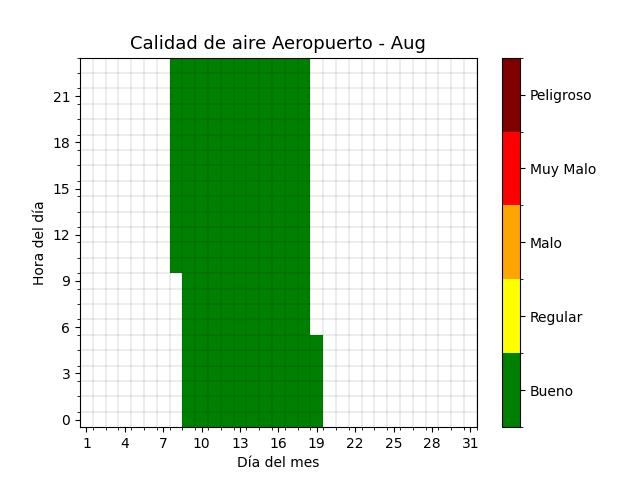 Calidad de aire Aeropuerto - Aug
Hora del día
21
18
15
12
9
6
3
0
1 4 7 10 13 16 19 22 25 28 31
Día del mes
Peligroso
Muy Malo
Malo
Regular
Bueno